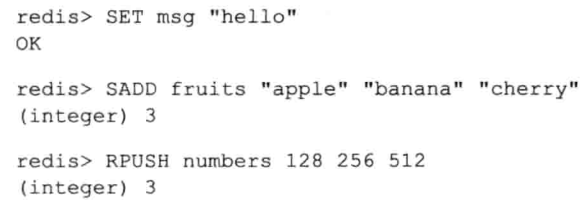 redis> SET msg "hello"
OK
redis> SADD fruits "apple" "banana" "cherry"
(integer) 3
redis> RPUSH numbers 128 256 512
(integer) 3